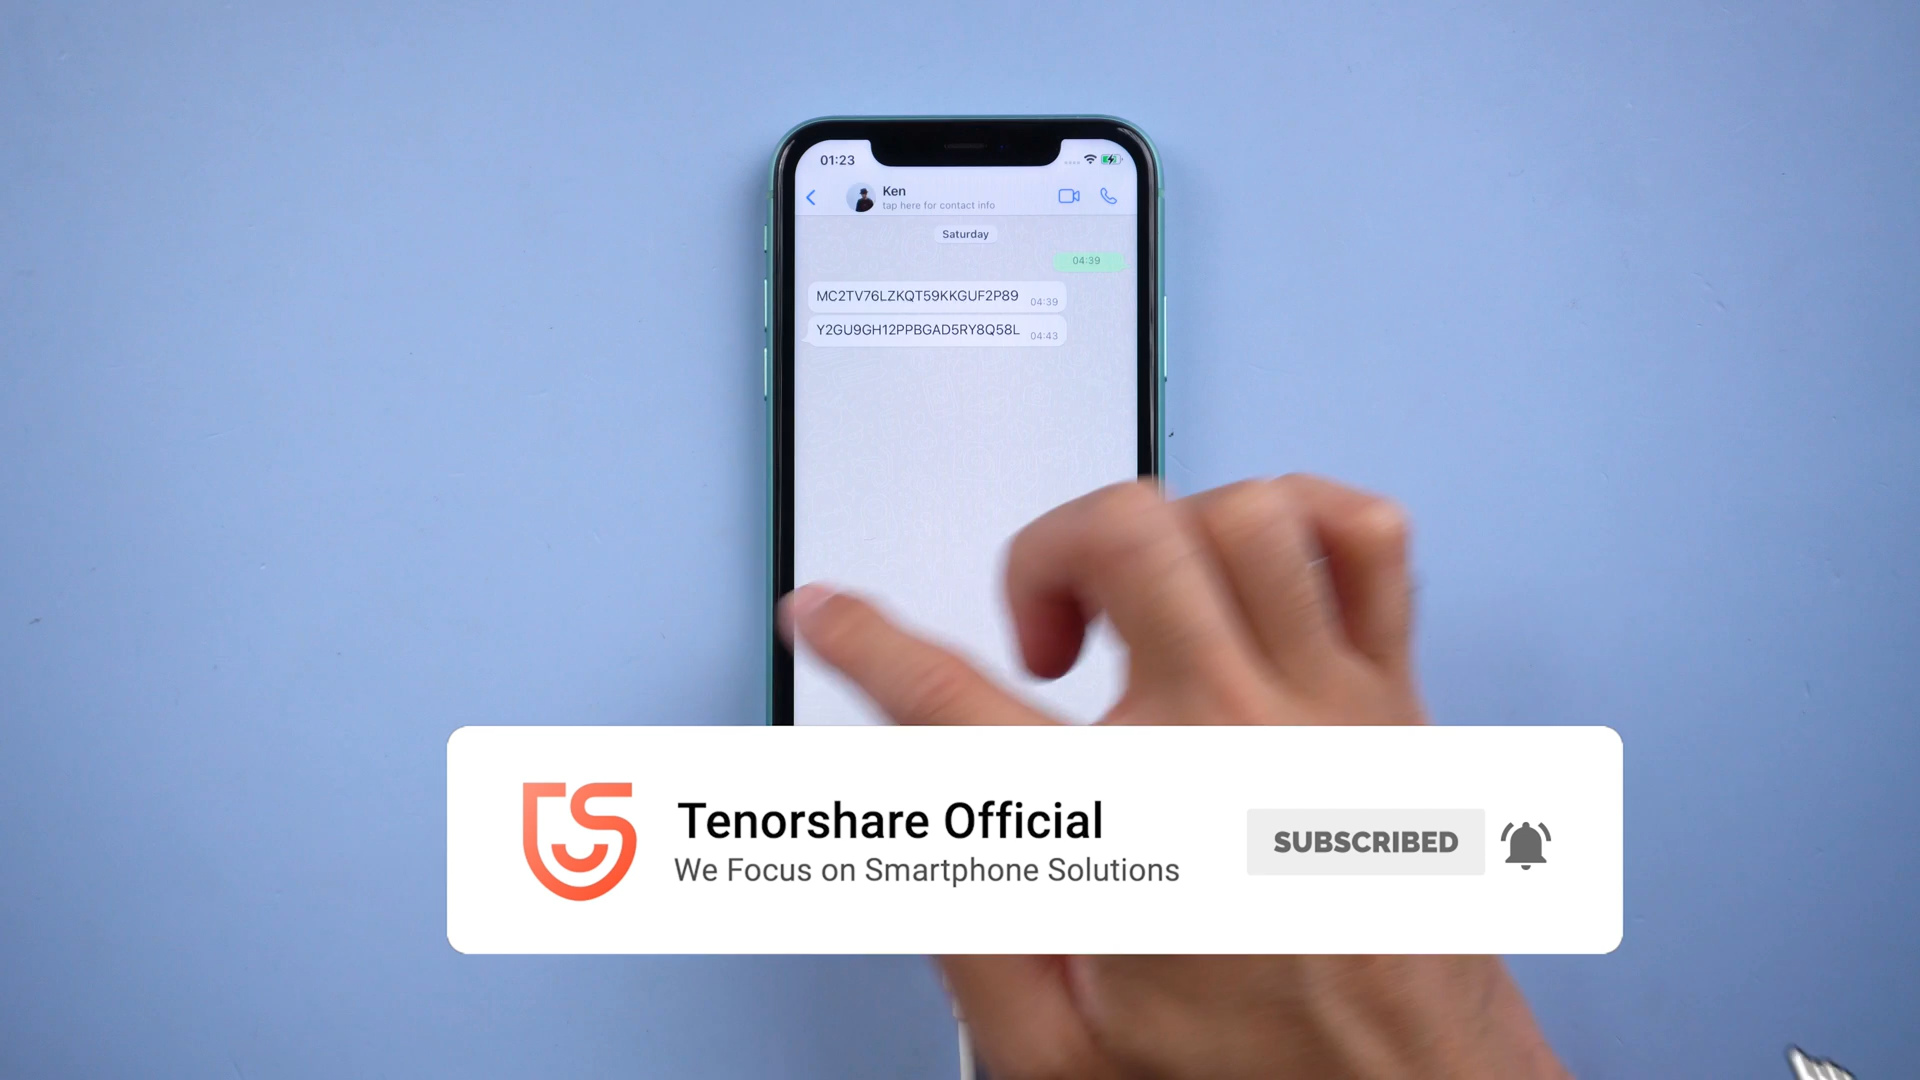 01:23
Ken
tap here for contact info
Saturday
04:39
MC2TV76LZKQT59KKGUF2P89 04:39
Y2GU9GH12PPBGAD5RY8Q58L 04:43
Tenorshare Official
We Focus on Smartphone Solutions
SUBSCRIBED